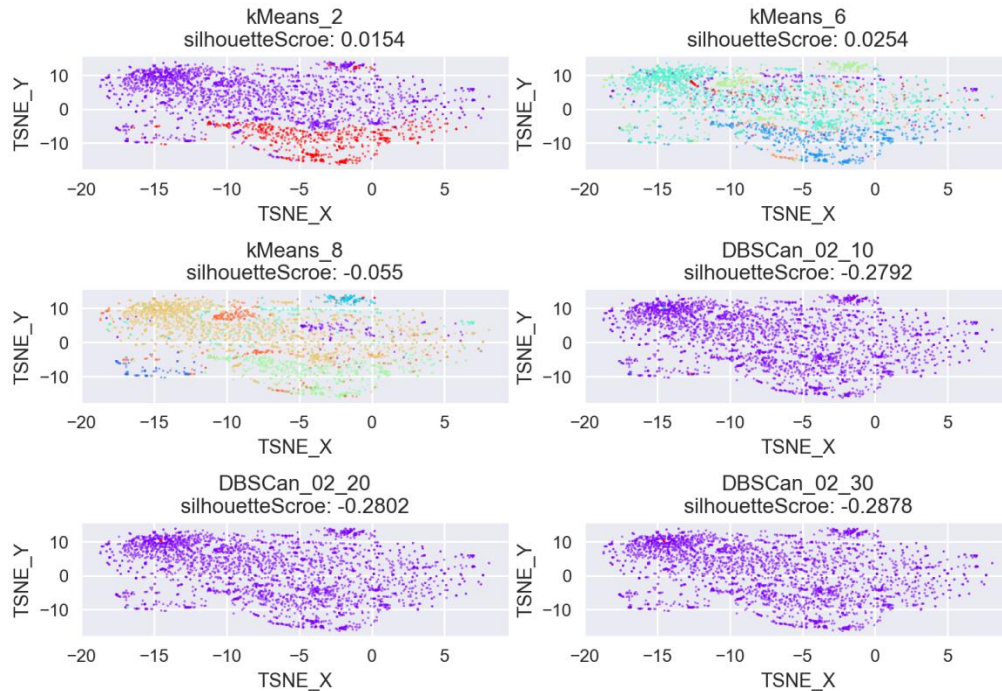 kMeans_2
silhouetteScroe: 0.0154
TSNE_Y
10
0
−10
−20
−15
−10
−5
0
5
TSNE_X
kMeans_6
silhouetteScroe: 0.0254
TSNE_Y
10
0
−10
−20
−15
−10
−5
0
5
TSNE_X
kMeans_8
silhouetteScroe: -0.055
TSNE_Y
10
0
−10
−20
−15
−10
−5
0
5
TSNE_X
DBSCan_02_10
silhouetteScroe: -0.2792
TSNE_Y
10
0
−10
−20
−15
−10
−5
0
5
TSNE_X
DBSCan_02_20
silhouetteScroe: -0.2802
TSNE_Y
10
0
−10
−20
−15
−10
−5
0
5
TSNE_X
DBSCan_02_30
silhouetteScroe: -0.2878
TSNE_Y
10
0
−10
−20
−15
−10
−5
0
5
TSNE_X